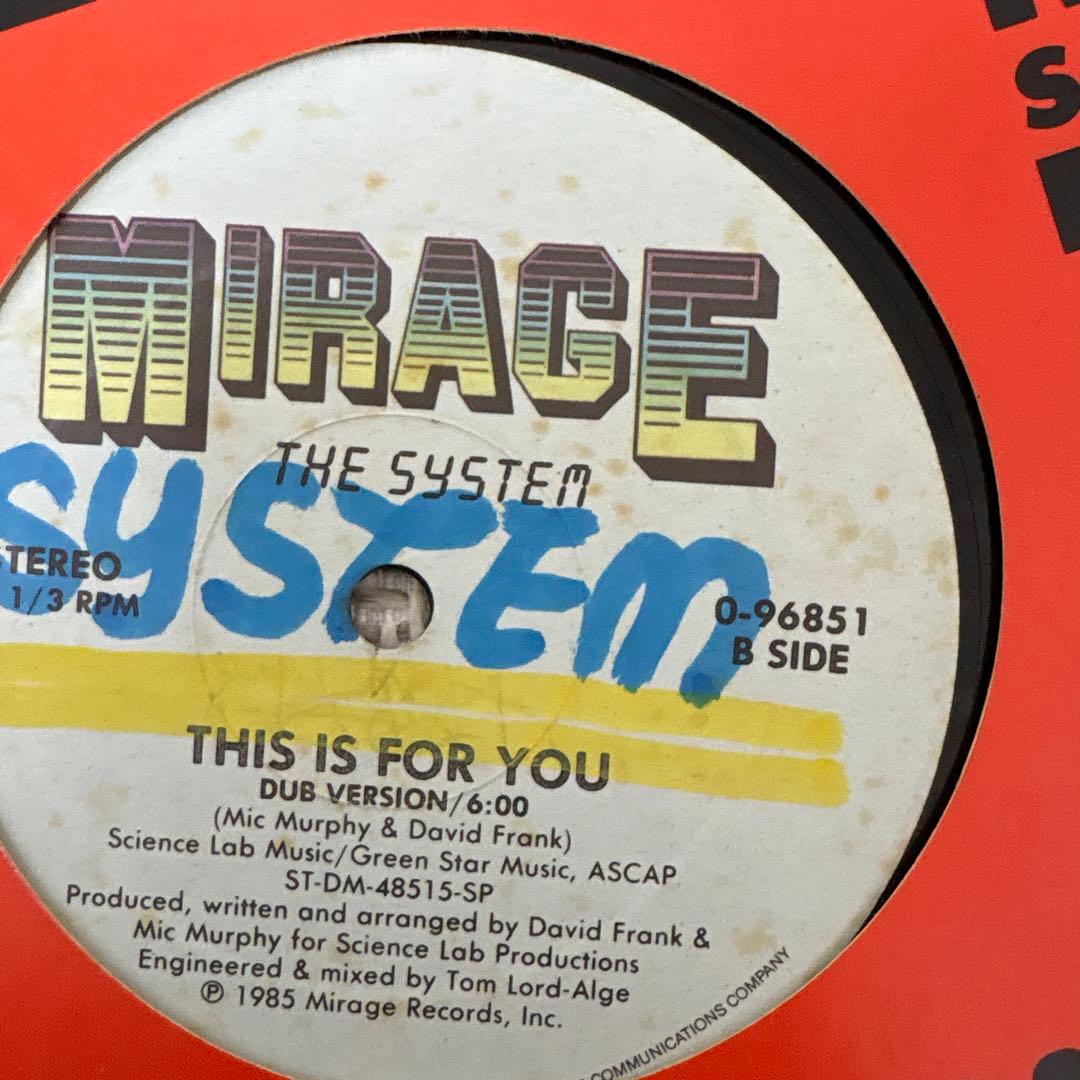 S
MIRAGE
THE SYSTEM
SYSTEM
STEREO
1/3 RPM
0-96851
B SIDE
THIS IS FOR YOU
DUB VERSION/6:00
(Mic Murphy & David Frank)
Science Lab Music/Green Star Music, ASCAP
ST-DM-48515-SP
Produced, written and arranged by David Frank &
Mic Murphy for Science Lab Productions
Engineered & mixed by Tom Lord-Alge
℗ 1985 Mirage Records, Inc.
COMMUNICATIONS COMPANY